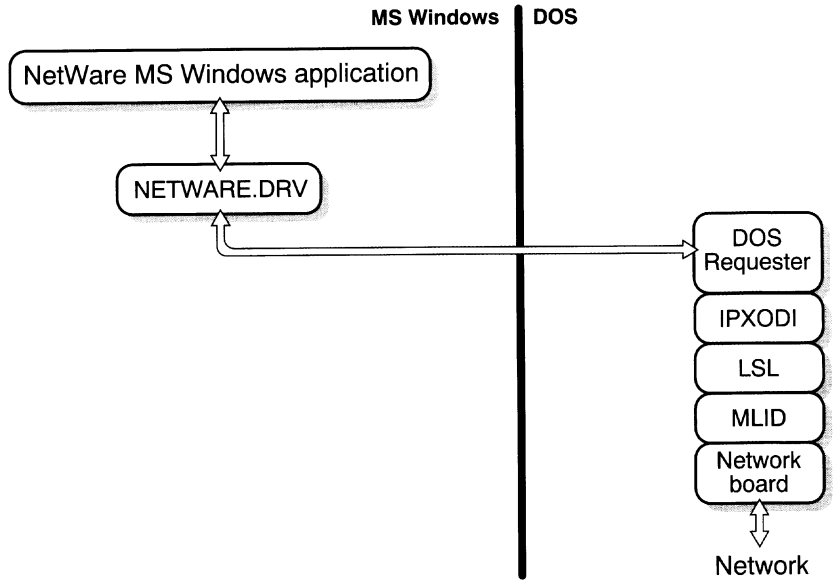 MS Windows
DOS
NetWare MS Windows application
NETWARE.DRV
DOS
Requester
IPXODI
LSL
MLID
Network
board
Network